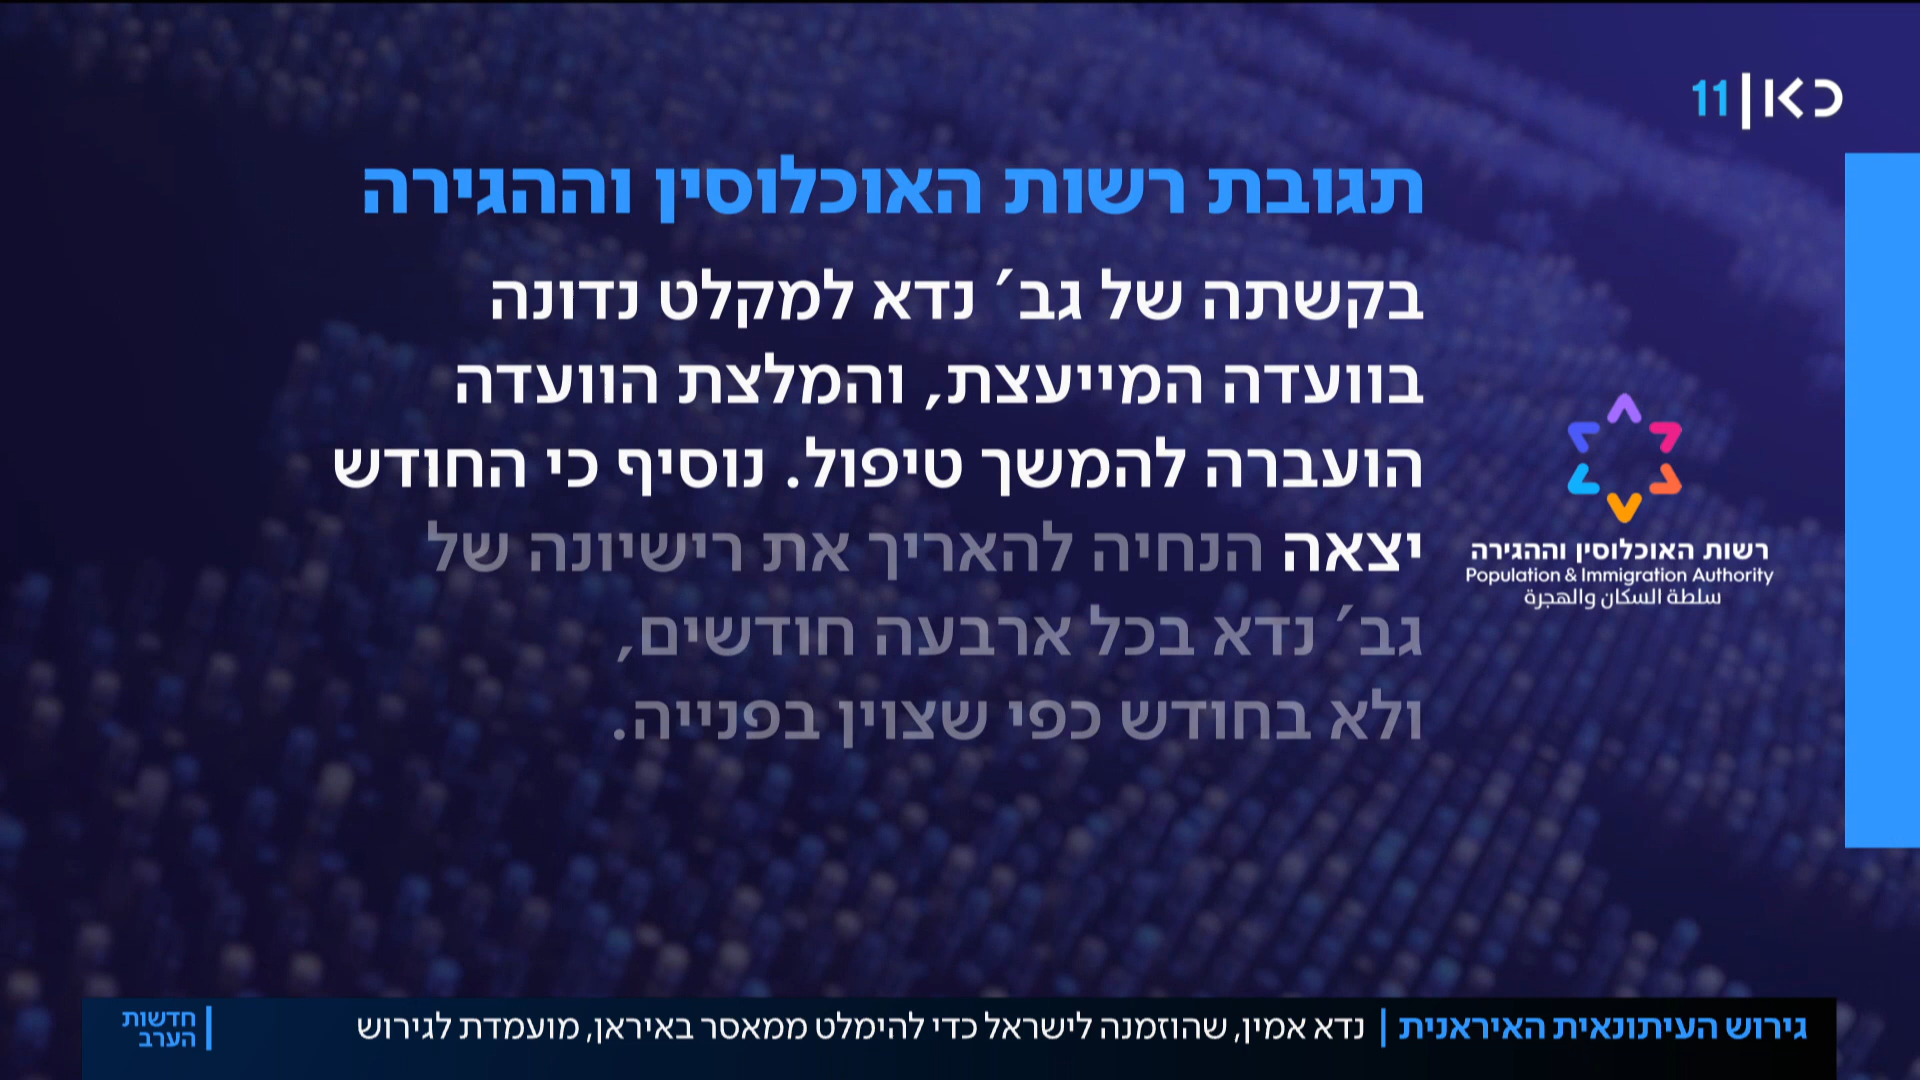 כאן | 11
תגובת רשות האוכלוסין וההגירה
בקשתה של גב׳ נדא למקלט נדונה
בוועדה המייעצת, והמלצת הוועדה
הועברה להמשך טיפול. נוסיף כי החודש
יצאה הנחיה להאריך את רישיונה של
גב׳ נדא בכל ארבעה חודשים,
ולא בחודש כפי שצוין בפנייה.
רשות האוכלוסין וההגירה
Population & Immigration Authority
سلطة السكان والهجرة
גירוש העיתונאית האיראנית | נדא אמין, שהוזמנה לישראל כדי להימלט ממאסר באיראן, מועמדת לגירוש
חדשות
הערב